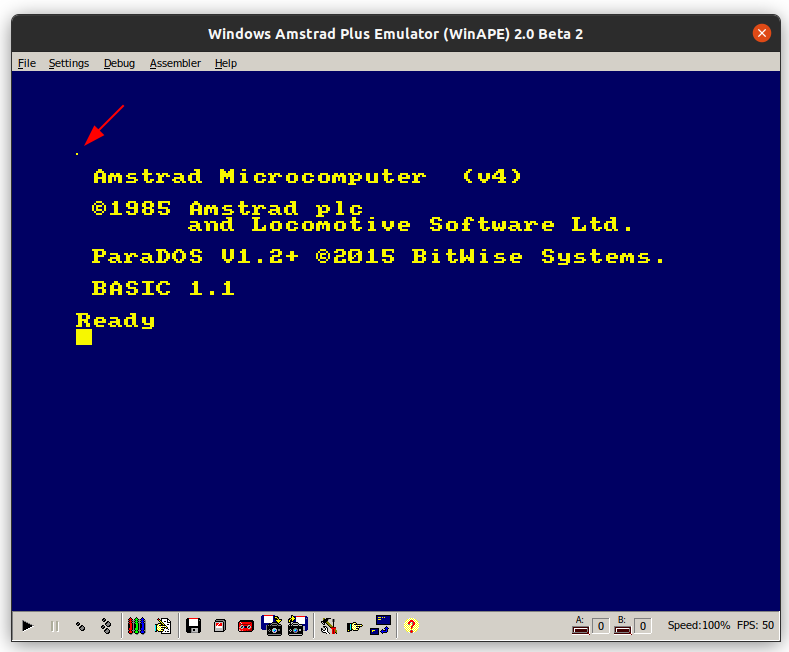 Windows Amstrad Plus Emulator (WinAPE) 2.0 Beta 2
File Settings Debug Assembler Help
Amstrad Microcomputer (v4)
©1985 Amstrad plc
and Locomotive Software Ltd.
ParaDOS V1.2+ ©2015 BitWise Systems.
BASIC 1.1
Ready
A: 0 B: 0 Speed:100% FPS: 50